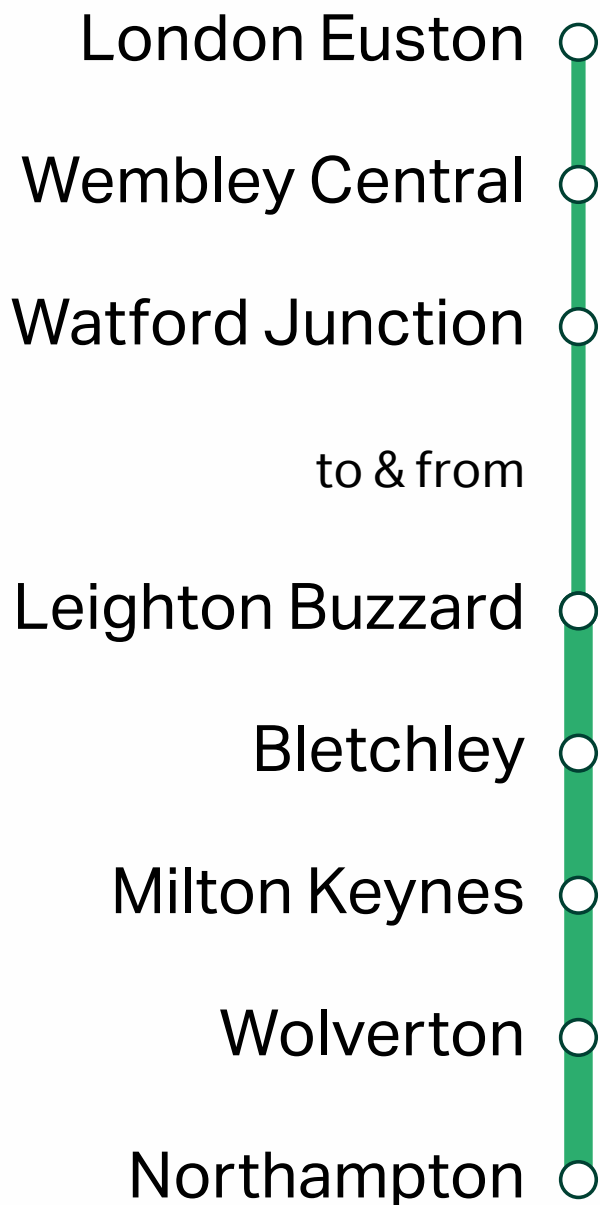 London Euston
Wembley Central
Watford Junction
to & from
Leighton Buzzard
Bletchley
Milton Keynes
Wolverton
Northampton